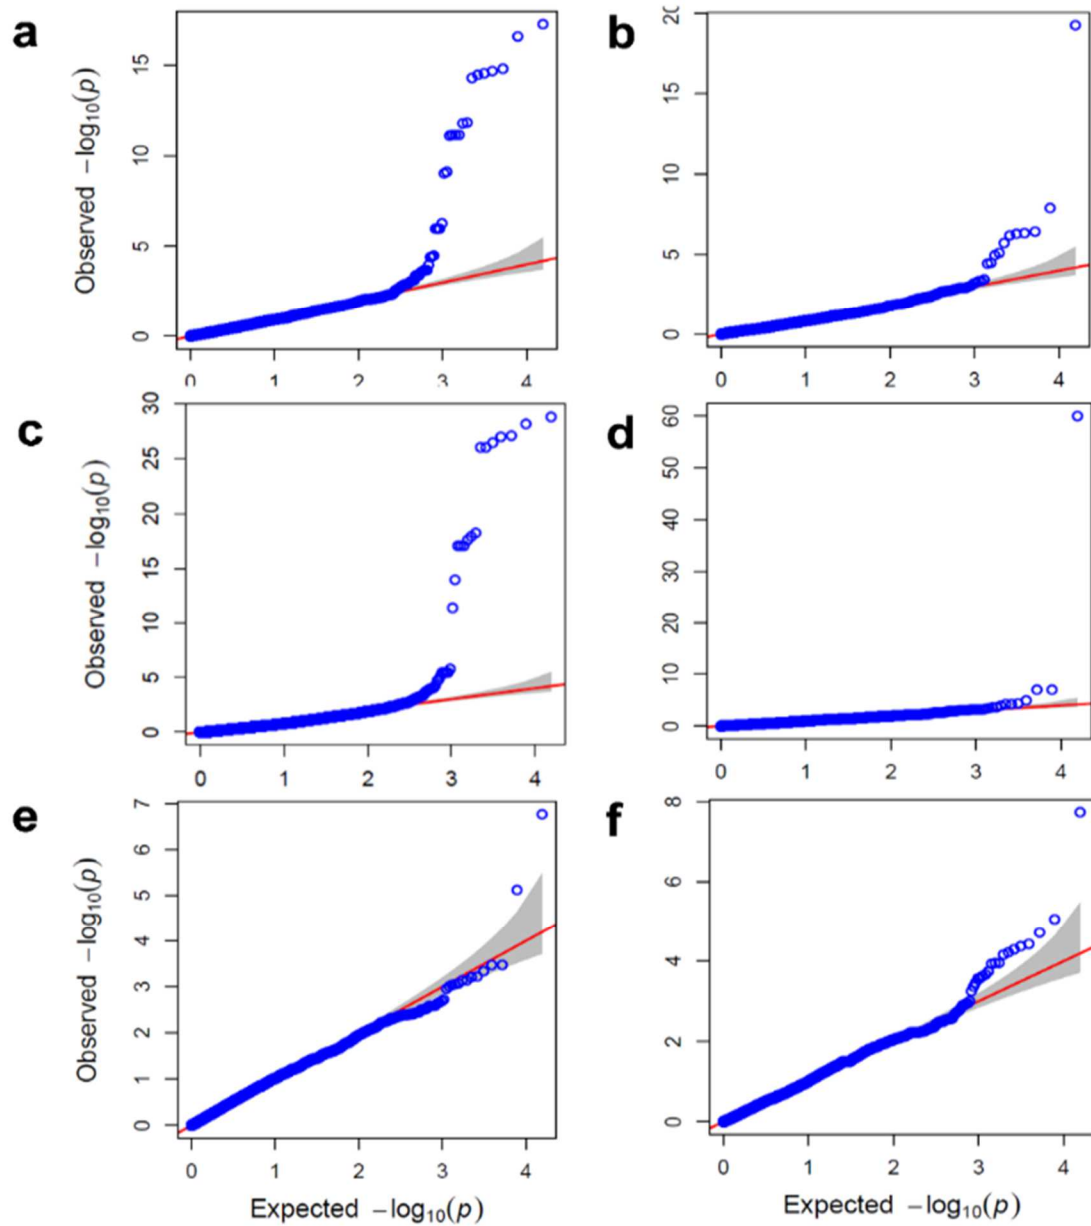 a
Observed −log₁₀(p)
0 5 10 15
0 1 2 3 4
b
0 5 10 15 20
0 1 2 3 4
c
Observed −log₁₀(p)
0 5 10 15 20 25 30
0 1 2 3 4
d
0 10 20 30 40 50 60
0 1 2 3 4
e
Observed −log₁₀(p)
0 1 2 3 4 5 6 7
0 1 2 3 4
Expected −log₁₀(p)
f
0 2 4 6 8
0 1 2 3 4
Expected −log₁₀(p)